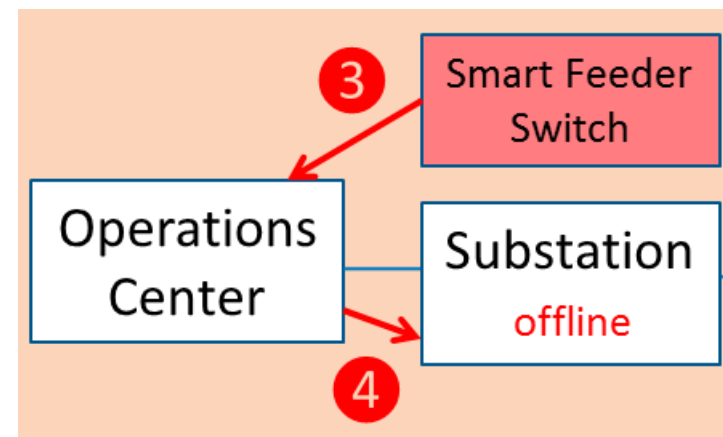 3
Smart Feeder
Switch
Operations
Center
Substation
offline
4